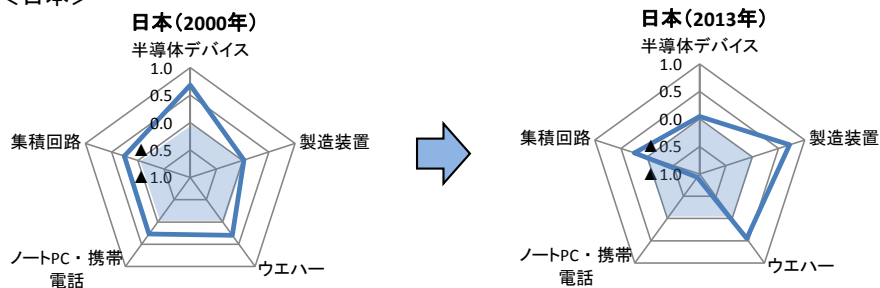 ＜日本＞
日本（2000年）
半導体デバイス
1.0
0.5
0.0
▲ 0.5
▲ 1.0
集積回路
製造装置
ノートPC・携帯
電話
ウエハー
日本（2013年）
半導体デバイス
1.0
0.5
0.0
▲ 0.5
▲ 1.0
集積回路
製造装置
ノートPC・携帯
電話
ウエハー